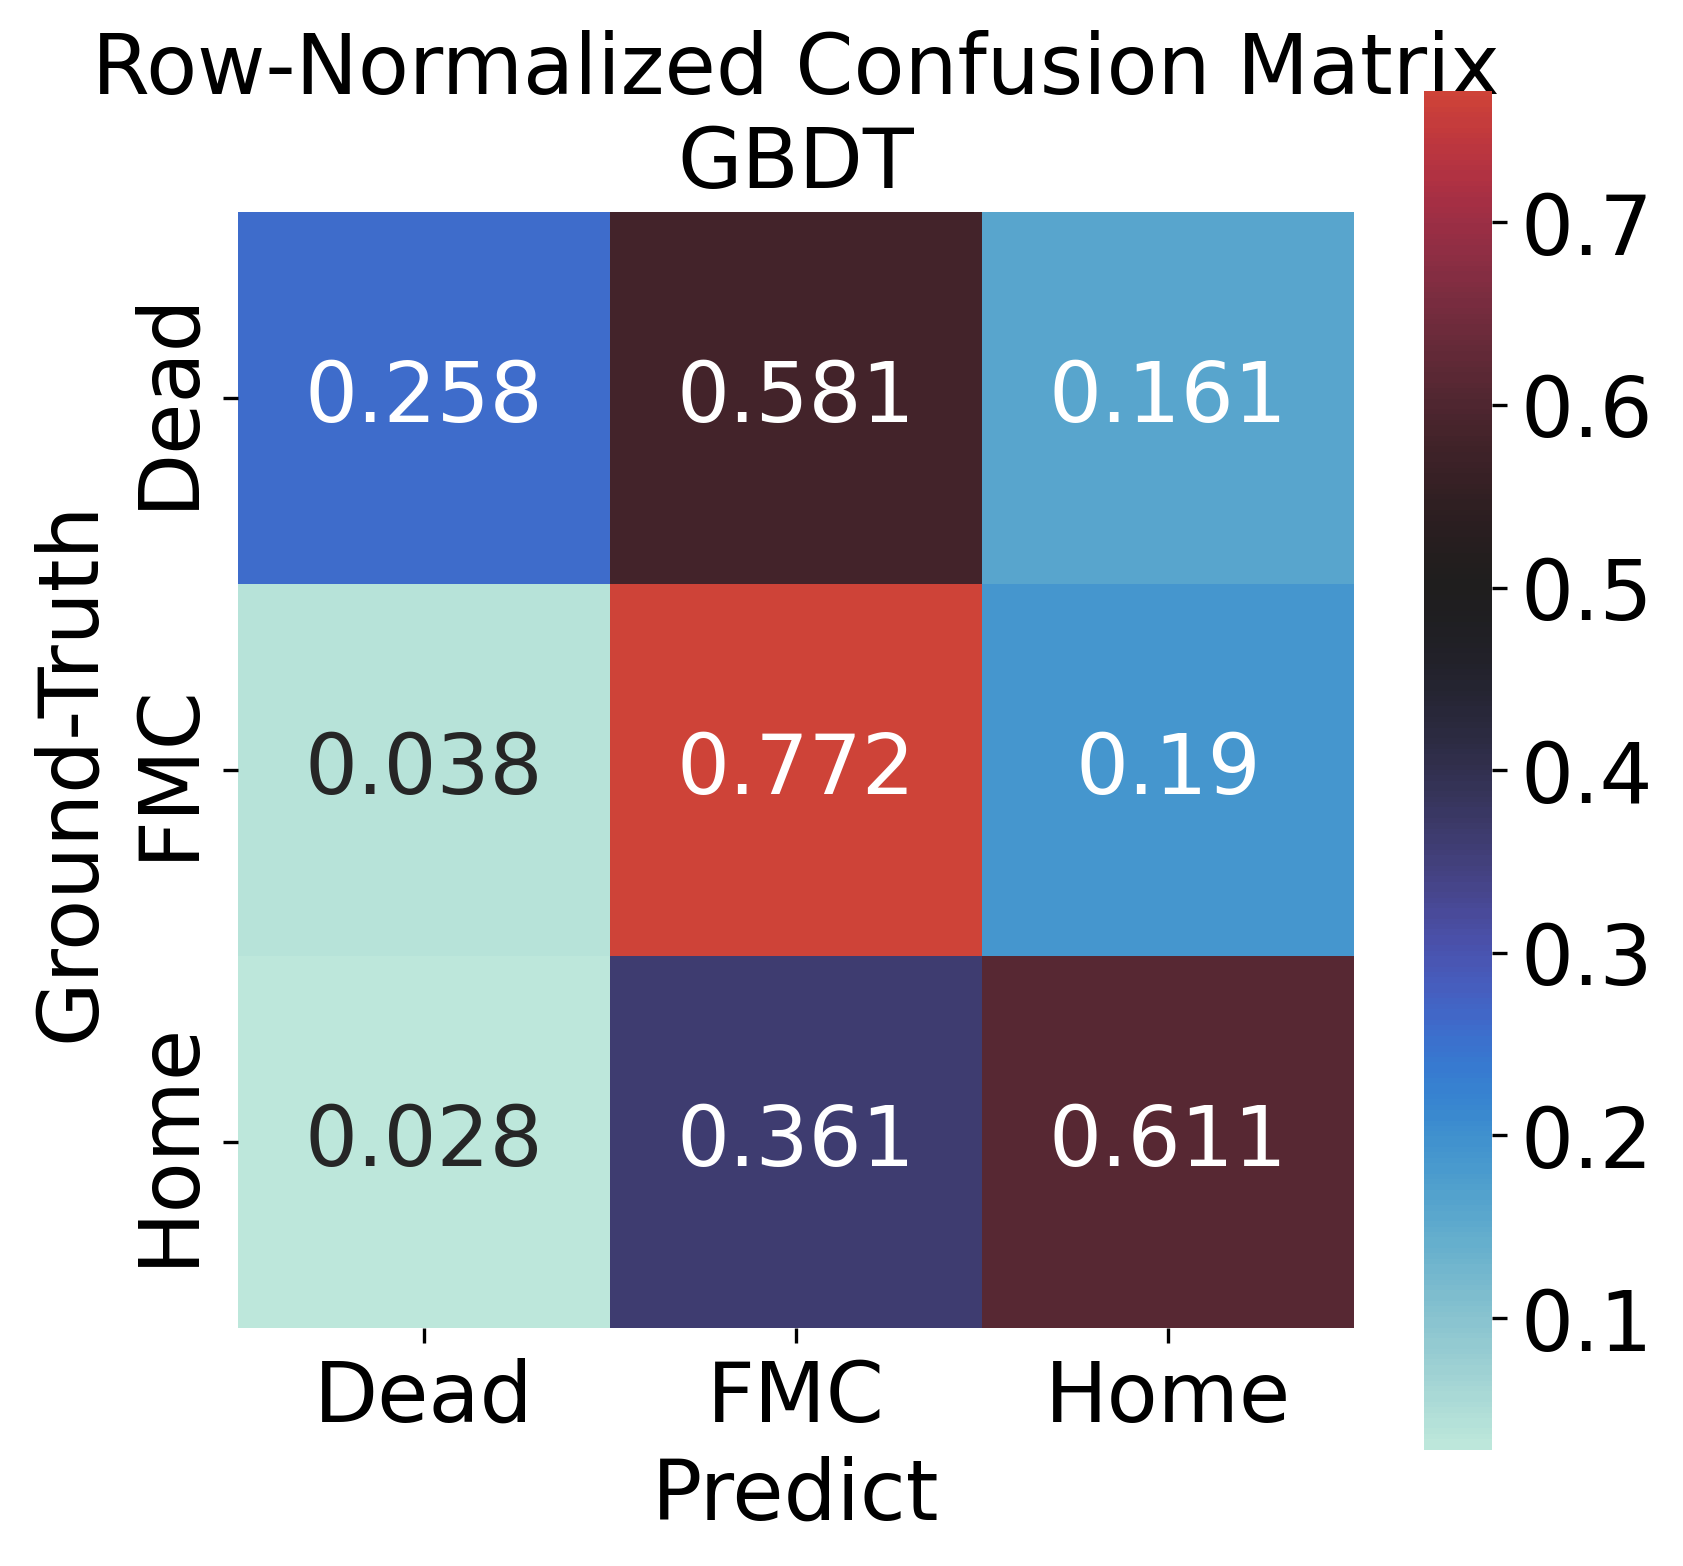 Row-Normalized Confusion Matrix
GBDT
Ground-Truth
Dead
0.258 0.581 0.161
FMC
0.038 0.772 0.19
Home
0.028 0.361 0.611
Dead FMC Home
Predict
0.7
0.6
0.5
0.4
0.3
0.2
0.1